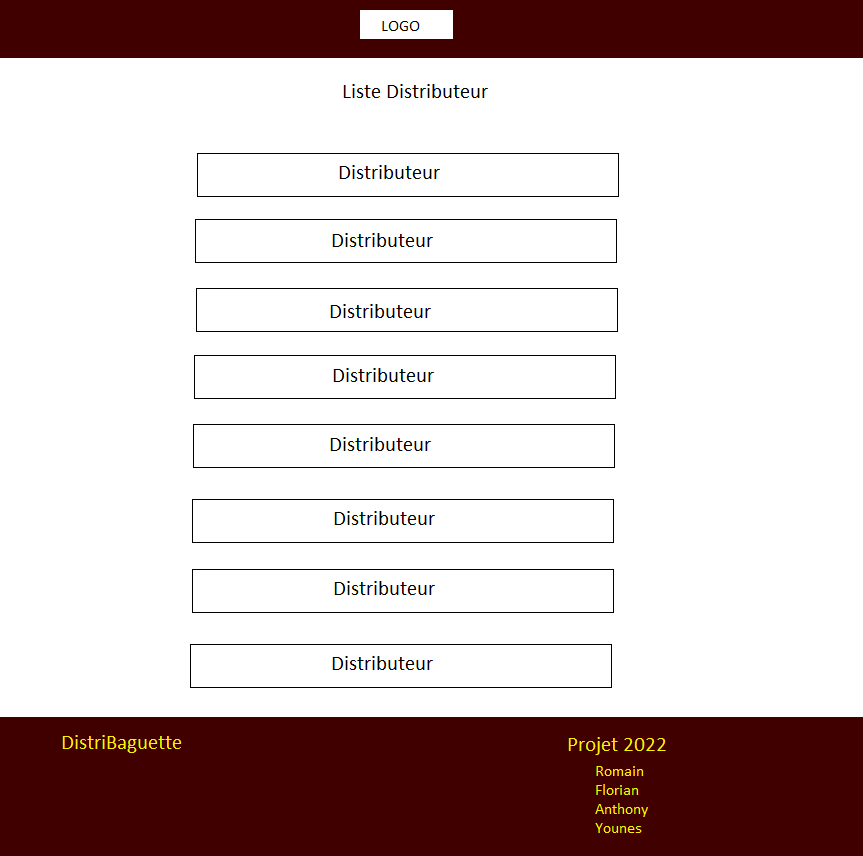 LOGO
Liste Distributeur
Distributeur
Distributeur
Distributeur
Distributeur
Distributeur
Distributeur
Distributeur
Distributeur
DistriBaguette
Projet 2022
Romain
Florian
Anthony
Younes